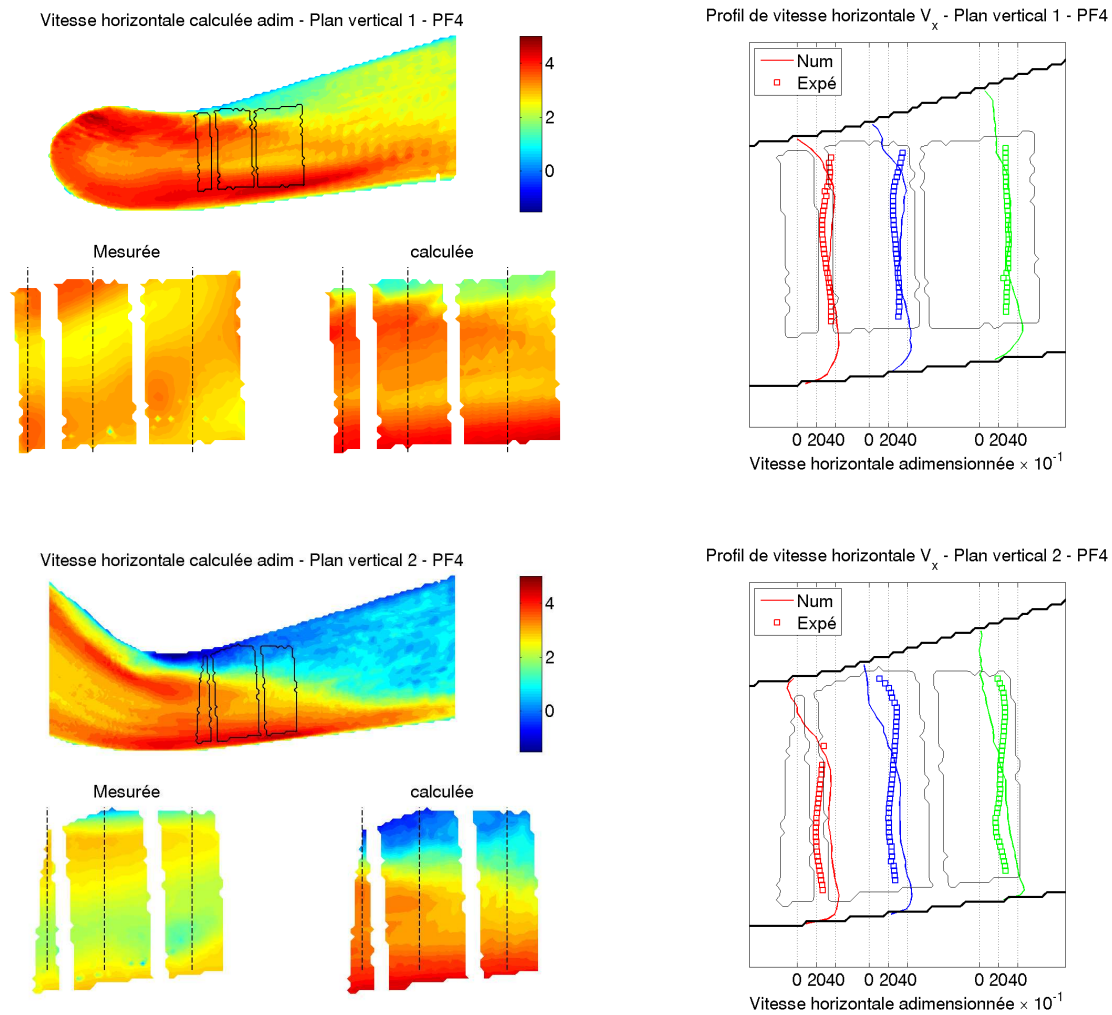 Vitesse horizontale calculée adim - Plan vertical 1 - PF4
4
2
0
Mesurée
calculée
Profil de vitesse horizontale Vx - Plan vertical 1 - PF4
Num
Expé
0 2040 0 2040 0 2040
Vitesse horizontale adimensionnée × 10-1
Vitesse horizontale calculée adim - Plan vertical 2 - PF4
4
2
0
Mesurée
calculée
Profil de vitesse horizontale Vx - Plan vertical 2 - PF4
Num
Expé
0 2040 0 2040 0 2040
Vitesse horizontale adimensionnée × 10-1